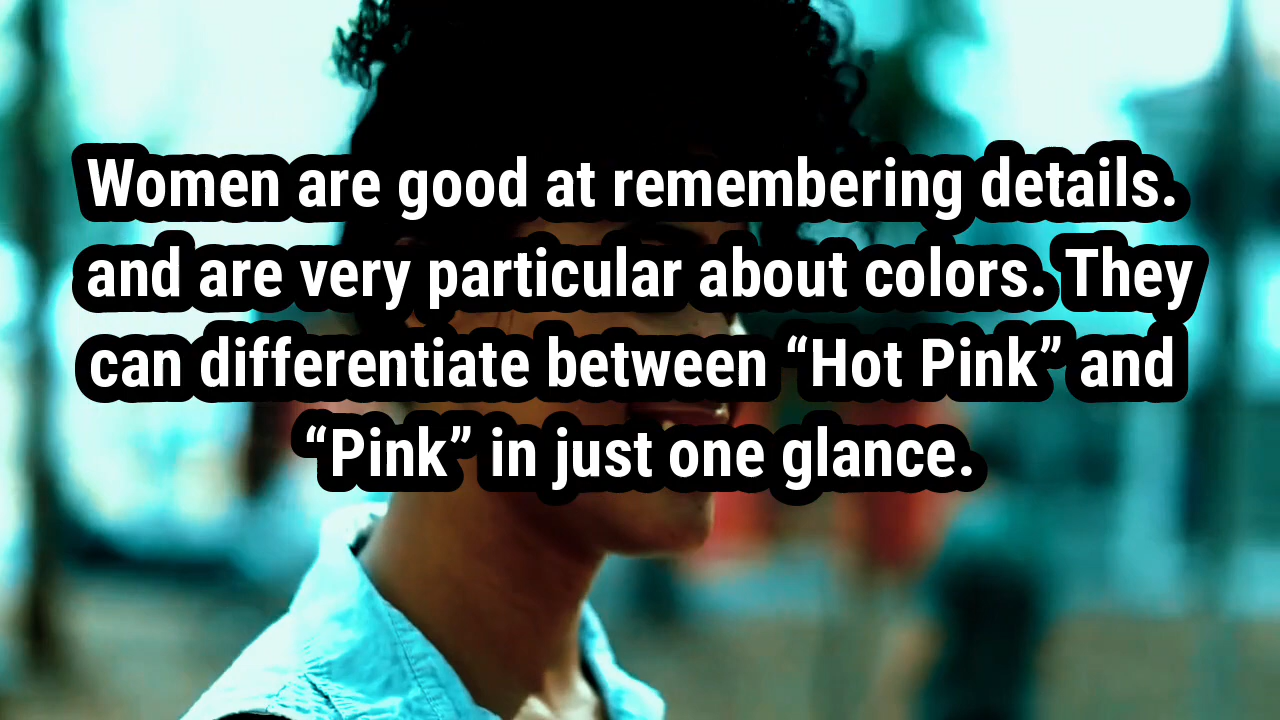 Women are good at remembering details.
and are very particular about colors. They
can differentiate between “Hot Pink” and
“Pink” in just one glance.